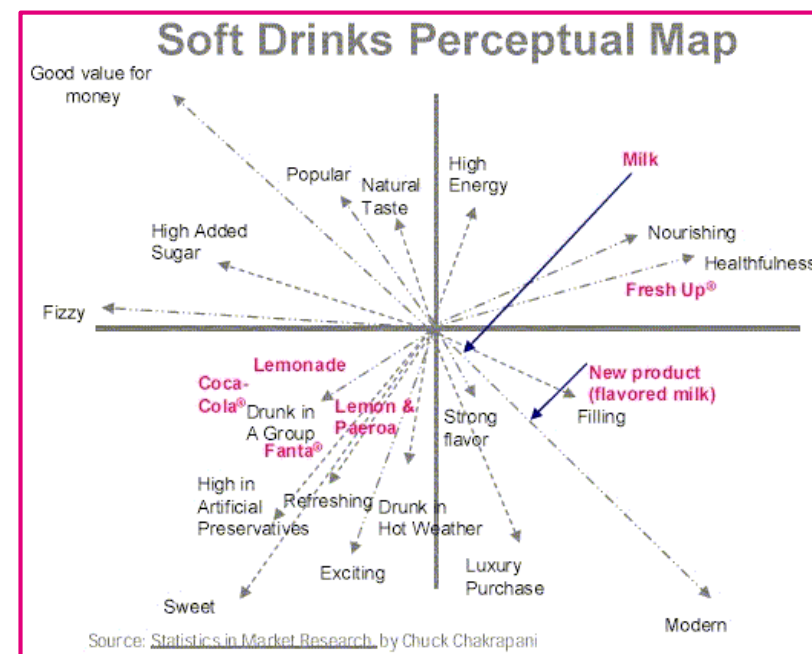 Soft Drinks Perceptual Map
Good value for
money
Popular
Natural
Taste
High
Energy
Milk
High Added
Sugar
Nourishing
Healthfulness
Fresh Up®
Fizzy
Lemonade
Coca-
Cola®
Drunk in
A Group
Lemon &
Paeroa
Fanta®
Strong
flavor
New product
(flavored milk)
Filling
High in
Artificial
Preservatives
Refreshing
Drunk in
Hot Weather
Exciting
Luxury
Purchase
Sweet
Modern
Source: Statistics in Market Research, by Chuck Chakrapani